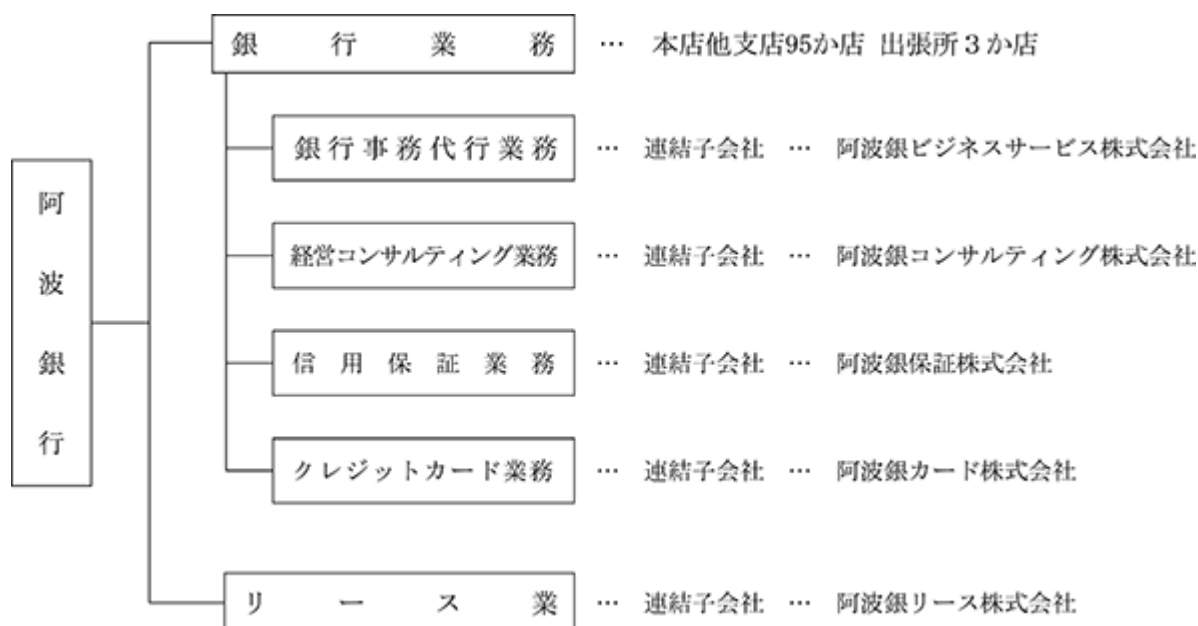 銀行業務 … 本店他支店95か店 出張所3か店
銀行事務代行業務 … 連結子会社 … 阿波銀ビジネスサービス株式会社
経営コンサルティング業務 … 連結子会社 … 阿波銀コンサルティング株式会社
信用保証業務 … 連結子会社 … 阿波銀保証株式会社
クレジットカード業務 … 連結子会社 … 阿波銀カード株式会社
リース業 … 連結子会社 … 阿波銀リース株式会社
阿波銀行